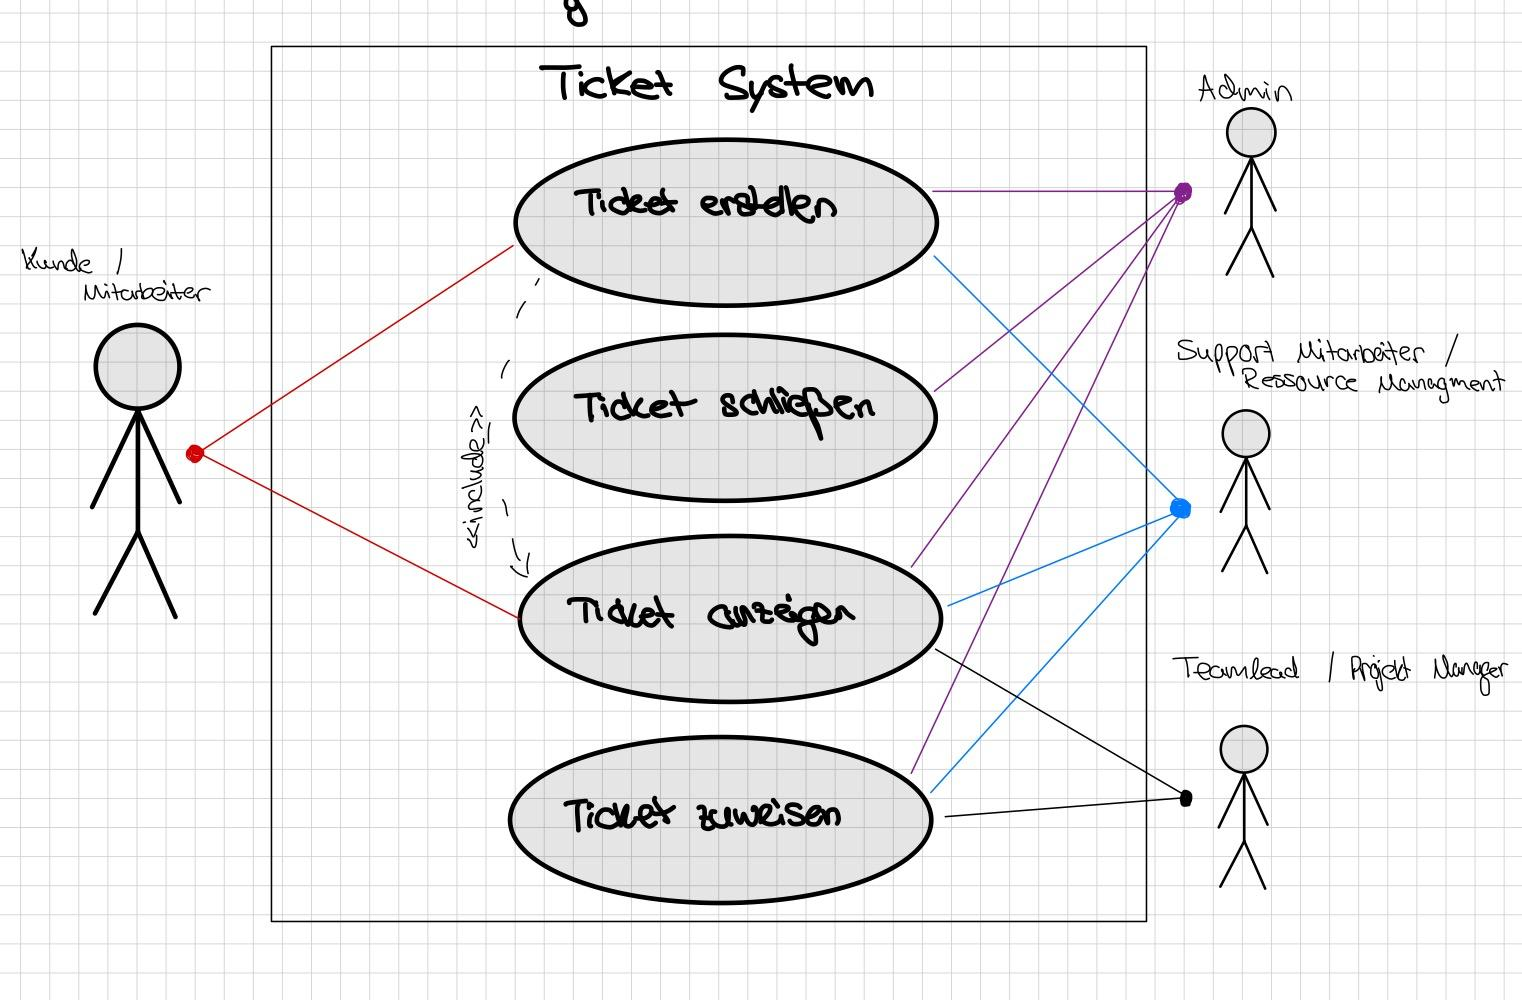 g
Ticket System
Admin
Ticket erstellen
Kunde /
Mitarbeiter
Support Mitarbeiter /
Ressource Managment
Ticket schließen
<<include>>
Ticket anzeigen
Teamlead / Projekt Manager
Ticket zuweisen